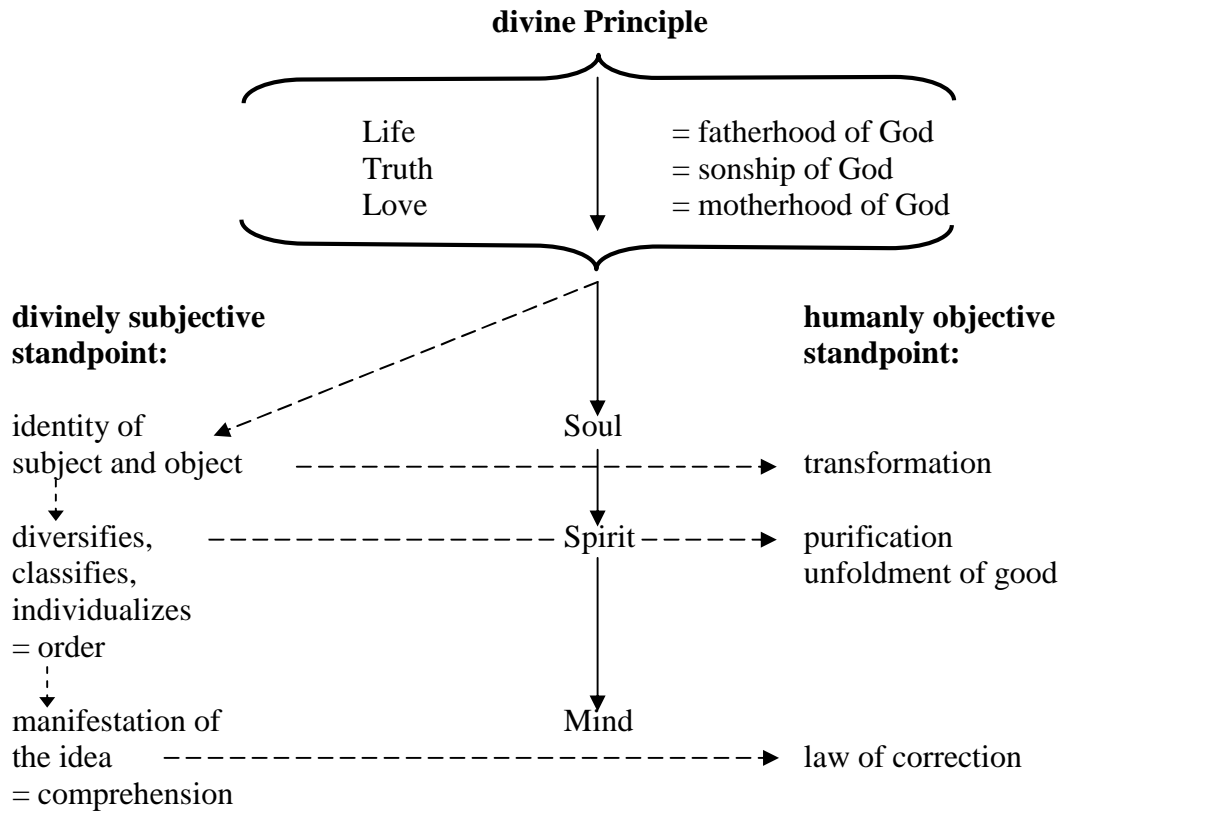 divine Principle
Life = fatherhood of God
Truth = sonship of God
Love = motherhood of God
divinely subjective
standpoint:
humanly objective
standpoint:
identity of
subject and object
Soul
transformation
diversifies,
classifies,
individualizes
= order
Spirit
purification
unfoldment of good
manifestation of
the idea
= comprehension
Mind
law of correction